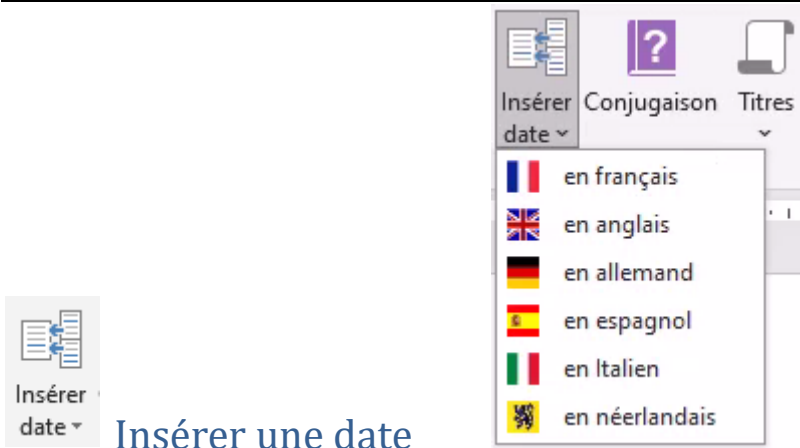 Insérer Conjugaison Titres
date
en français
en anglais
en allemand
en espagnol
en Italien
en néerlandais
Insérer
date
Insérer une date